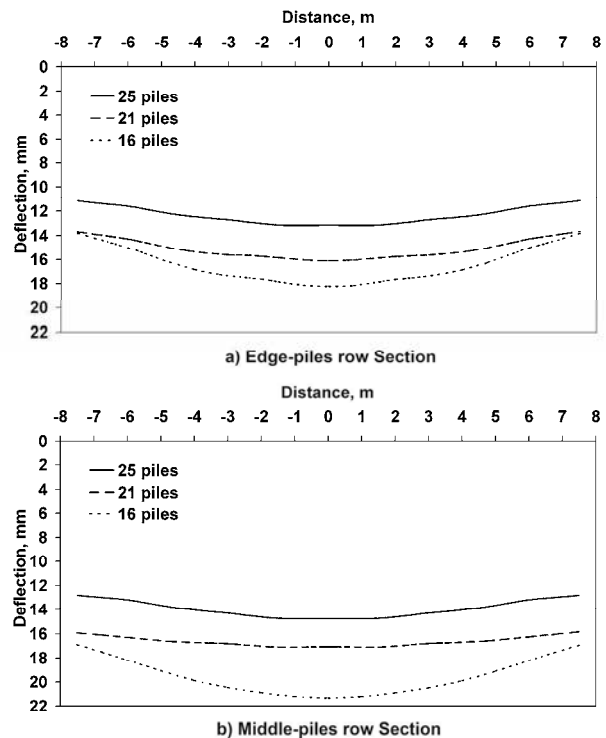 Distance, m
-8 -7 -6 -5 -4 -3 -2 -1 0 1 2 3 4 5 6 7 8
Deflection, mm
0
2
4
6
8
10
12
14
16
18
20
22
25 piles
21 piles
16 piles
a) Edge-piles row Section
Distance, m
-8 -7 -6 -5 -4 -3 -2 -1 0 1 2 3 4 5 6 7 8
Deflection, mm
0
2
4
6
8
10
12
14
16
18
20
22
25 piles
21 piles
16 piles
b) Middle-piles row Section